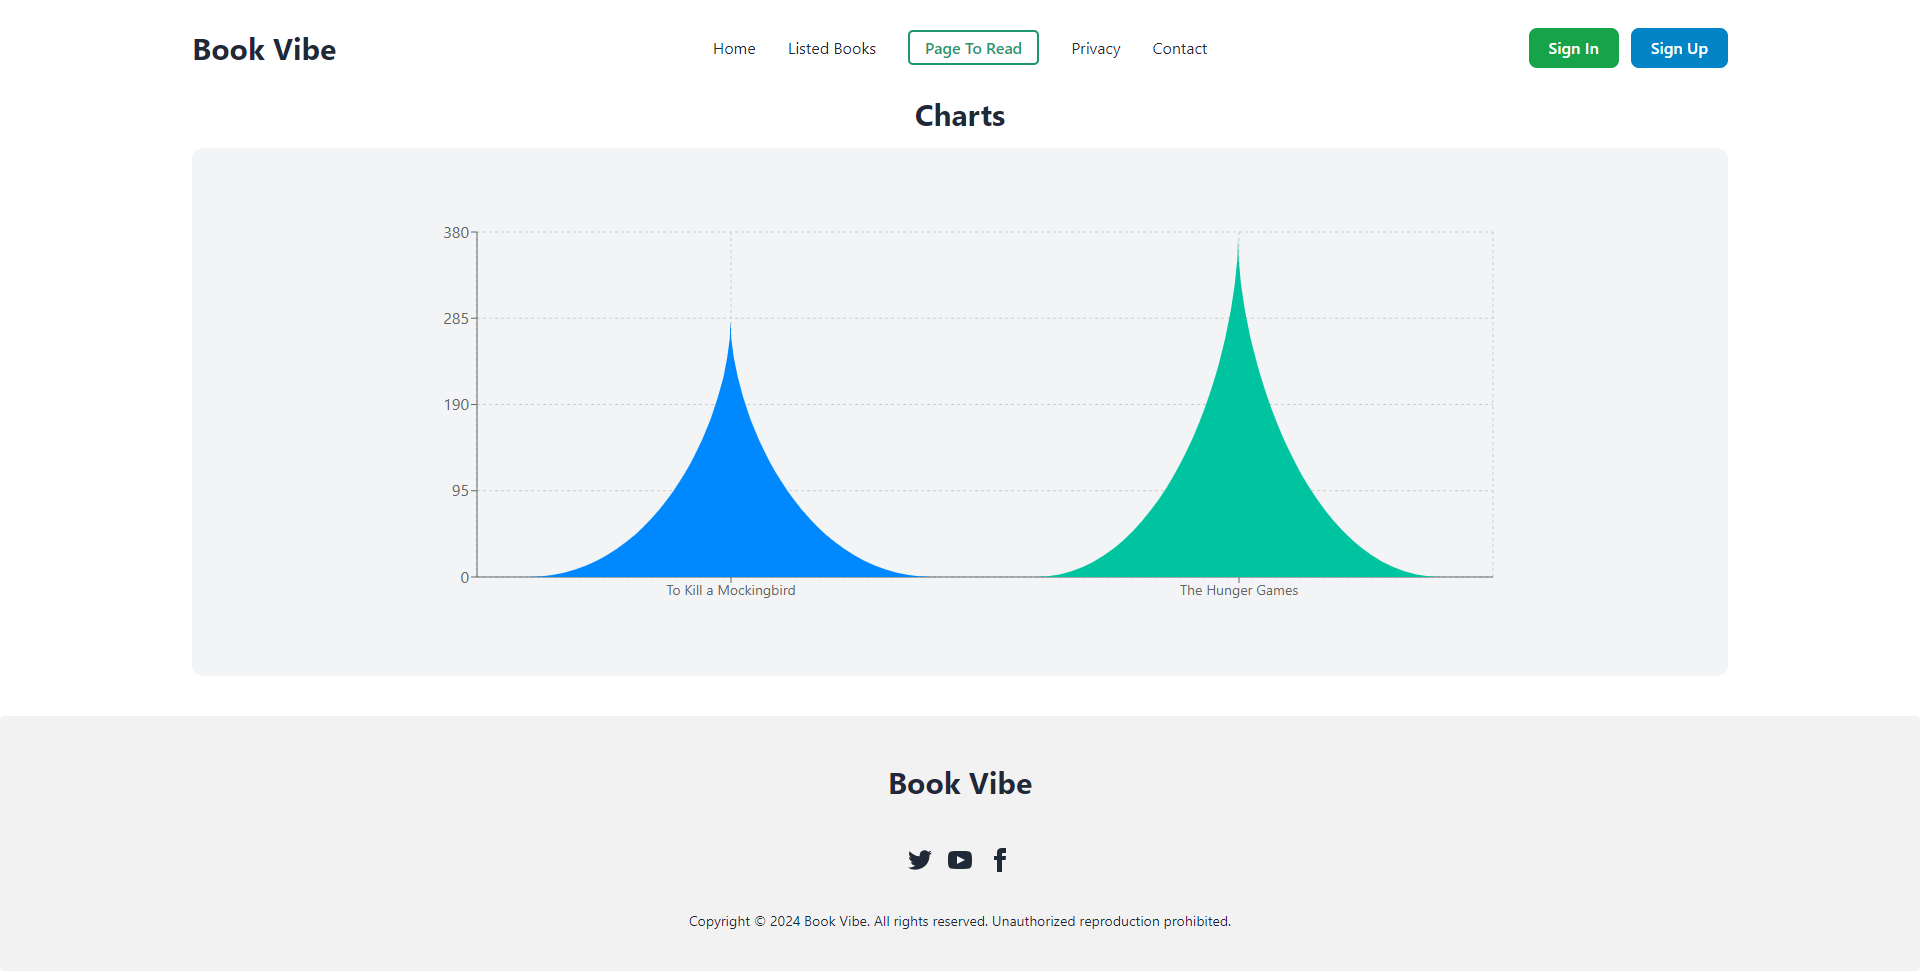 Book Vibe
Home
Listed Books
Page To Read
Privacy
Contact
Sign In
Sign Up
Charts
380
285
190
95
0
To Kill a Mockingbird
The Hunger Games
Book Vibe
Copyright © 2024 Book Vibe. All rights reserved. Unauthorized reproduction prohibited.